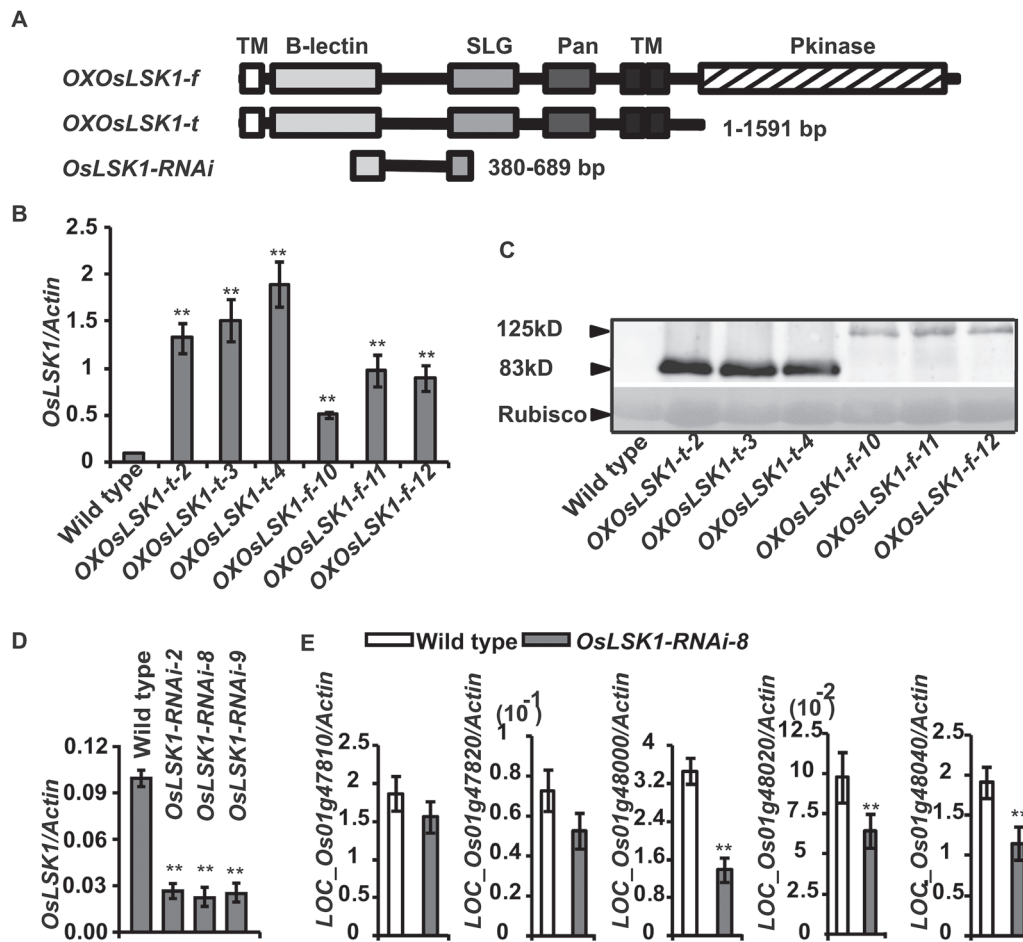 A
TM B-lectin SLG Pan TM Pkinase
OXOsLSK1-f
OXOsLSK1-t
1-1591 bp
OsLSK1-RNAi
380-689 bp
B
OsLSK1/Actin
2.5
2
1.5
1
0.5
0
**
**
**
**
**
**
Wild type
OXOsLSK1-t-2
OXOsLSK1-t-3
OXOsLSK1-t-4
OXOsLSK1-f-10
OXOsLSK1-f-11
OXOsLSK1-f-12
C
125kD
83kD
Rubisco
Wild type
OXOsLSK1-t-2
OXOsLSK1-t-3
OXOsLSK1-t-4
OXOsLSK1-f-10
OXOsLSK1-f-11
OXOsLSK1-f-12
D
OsLSK1/Actin
0.12
0.09
0.06
0.03
0.00
Wild type
OsLSK1-RNAi-2
OsLSK1-RNAi-8
OsLSK1-RNAi-9
**
**
**
E
Wild type OsLSK1-RNAi-8
LOC_Os01g47810/Actin
2.5
2
1.5
1
0.5
0
LOC_Os01g47820/Actin
(10-1)
1
0.8
0.6
0.4
0.2
0
LOC_Os01g48000/Actin
4
3.2
2.4
1.6
0.8
0
**
LOC_Os01g48020/Actin
(10-2)
12.5
10
7.5
5
2.5
0
**
LOC_Os01g48040/Actin
2.5
2
1.5
1
0.5
0
**